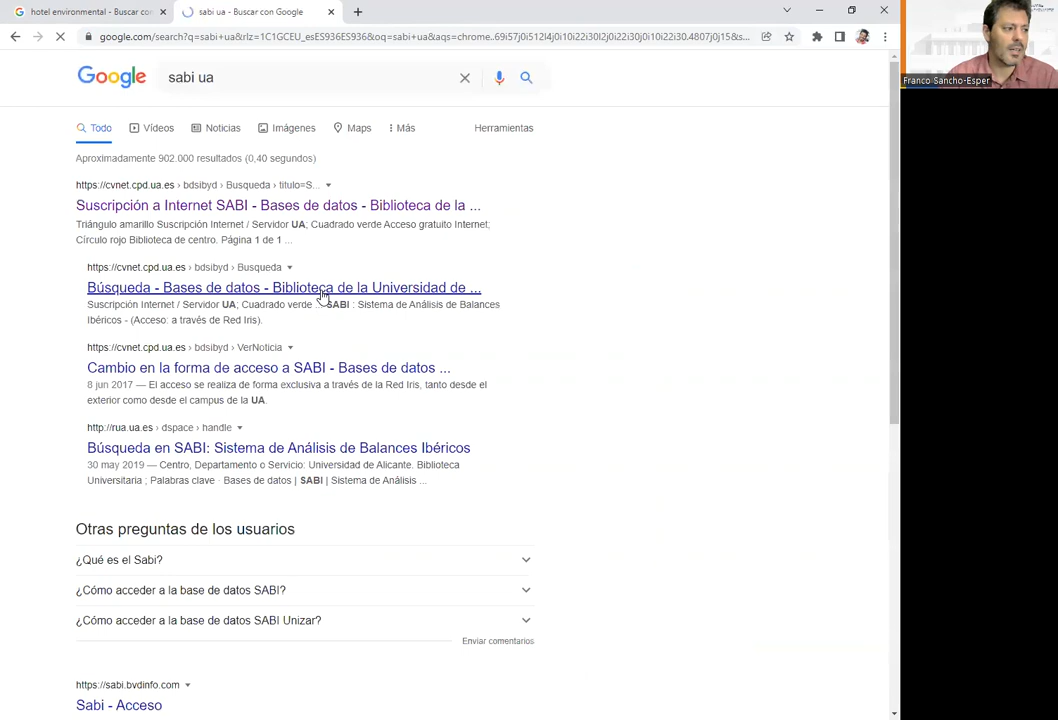 hotel environmental - Buscar con
sabi ua - Buscar con Google
google.com/search?q=sabi+ua&rlz=1C1GCEU_esES936ES936&oq=sabi+ua&aqs=chrome..69i57j0i512l4j0i10i22i30l2j0i22i30j0i10i22i30.4807j0j15&s...
Franco Sancho-Esper
Google
sabi ua
Todo
Vídeos
Noticias
Imágenes
Maps
Más
Herramientas
Aproximadamente 902.000 resultados (0,40 segundos)
https://cvnet.cpd.ua.es › bdsibyd › Busqueda › titulo=S...
Suscripción a Internet SABI - Bases de datos - Biblioteca de la ...
Triángulo amarillo Suscripción Internet / Servidor UA; Cuadrado verde Acceso gratuito Internet;
Círculo rojo Biblioteca de centro. Página 1 de 1 ...
https://cvnet.cpd.ua.es › bdsibyd › Busqueda
Búsqueda - Bases de datos - Biblioteca de la Universidad de ...
Suscripción Internet / Servidor UA; Cuadrado verde ... SABI : Sistema de Análisis de Balances
Ibéricos - (Acceso: a través de Red Iris).
https://cvnet.cpd.ua.es › bdsibyd › VerNoticia
Cambio en la forma de acceso a SABI - Bases de datos ...
8 jun 2017 — El acceso se realiza de forma exclusiva a través de la Red Iris, tanto desde el
exterior como desde el campus de la UA.
http://rua.ua.es › dspace › handle
Búsqueda en SABI: Sistema de Análisis de Balances Ibéricos
30 may 2019 — Centro, Departamento o Servicio: Universidad de Alicante. Biblioteca
Universitaria ; Palabras clave · Bases de datos | SABI | Sistema de Análisis ...
Otras preguntas de los usuarios
¿Qué es el Sabi?
¿Cómo acceder a la base de datos SABI?
¿Cómo acceder a la base de datos SABI Unizar?
Enviar comentarios
https://sabi.bvdinfo.com
Sabi - Acceso